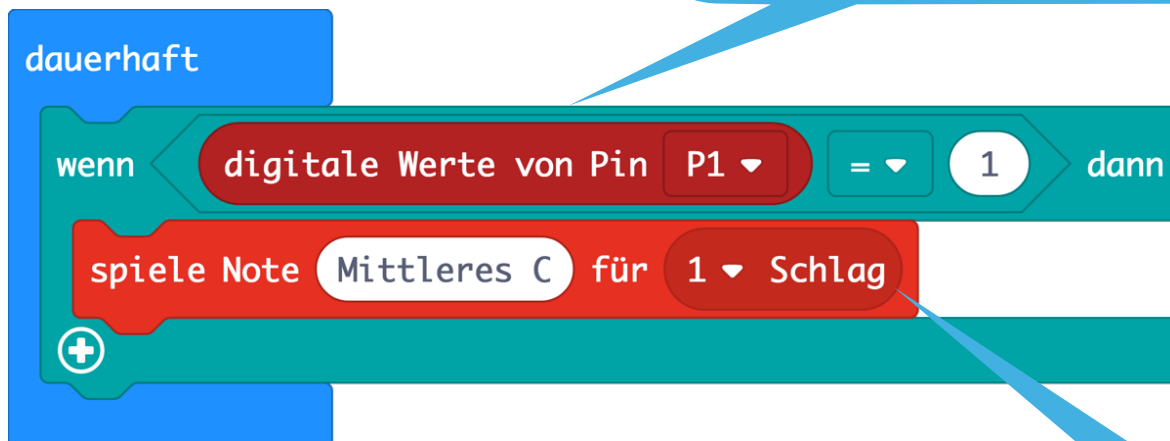 dauerhaft
wenn digitale Werte von Pin P1 = 1 dann
spiele Note Mittleres C für 1 Schlag